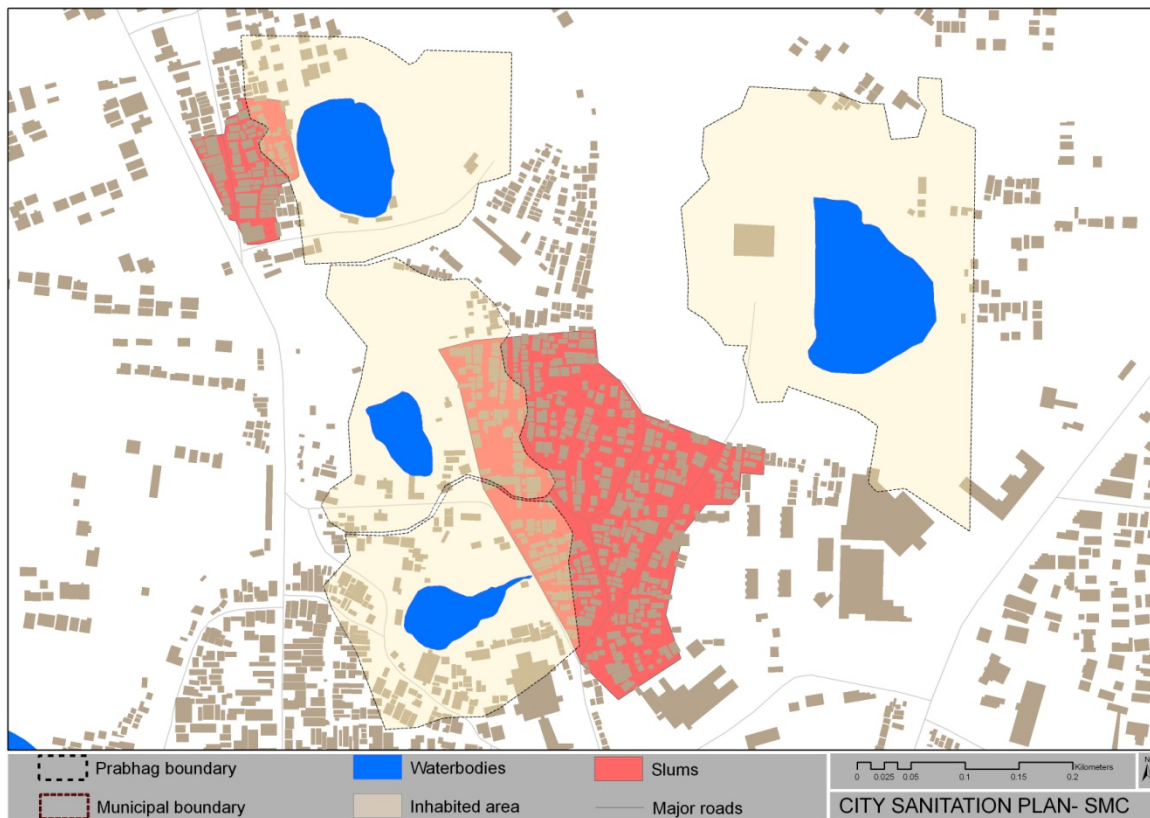 Prabhag boundary
Waterbodies
Slums
Kilometers
0 0.025 0.05 0.1 0.15 0.2
N
Municipal boundary
Inhabited area
Major roads
CITY SANITATION PLAN- SMC